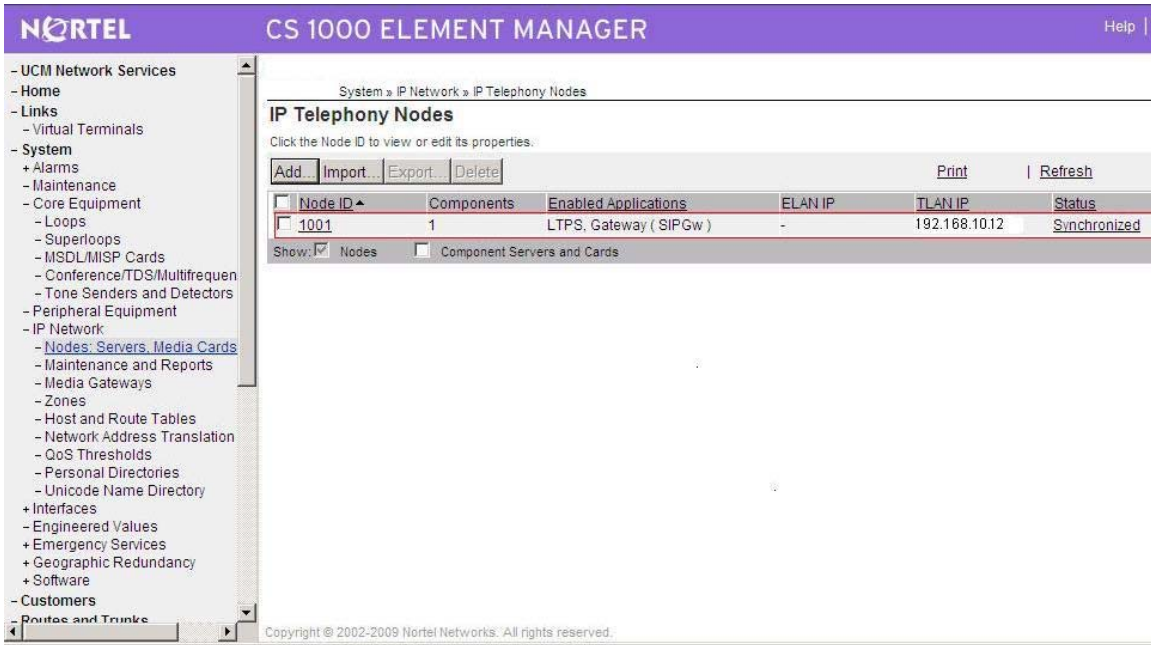 NORTEL
CS 1000 ELEMENT MANAGER
Help |
- UCM Network Services
- Home
- Links
- Virtual Terminals
- System
+ Alarms
- Maintenance
- Core Equipment
- Loops
- Superloops
- MSDL/MISP Cards
- Conference/TDS/Multifrequen
- Tone Senders and Detectors
- Peripheral Equipment
- IP Network
- Nodes: Servers, Media Cards
- Maintenance and Reports
- Media Gateways
- Zones
- Host and Route Tables
- Network Address Translation
- QoS Thresholds
- Personal Directories
- Unicode Name Directory
+ Interfaces
- Engineered Values
+ Emergency Services
+ Geographic Redundancy
+ Software
- Customers
- Routes and Trunks
System » IP Network » IP Telephony Nodes
IP Telephony Nodes
Click the Node ID to view or edit its properties.
Add... Import... Export... Delete Print | Refresh
Node ID Components Enabled Applications ELAN IP TLAN IP Status
1001 1 LTPS, Gateway ( SIPGw ) - 192.168.10.12 Synchronized
Show: Nodes Component Servers and Cards
Copyright © 2002-2009 Nortel Networks. All rights reserved.